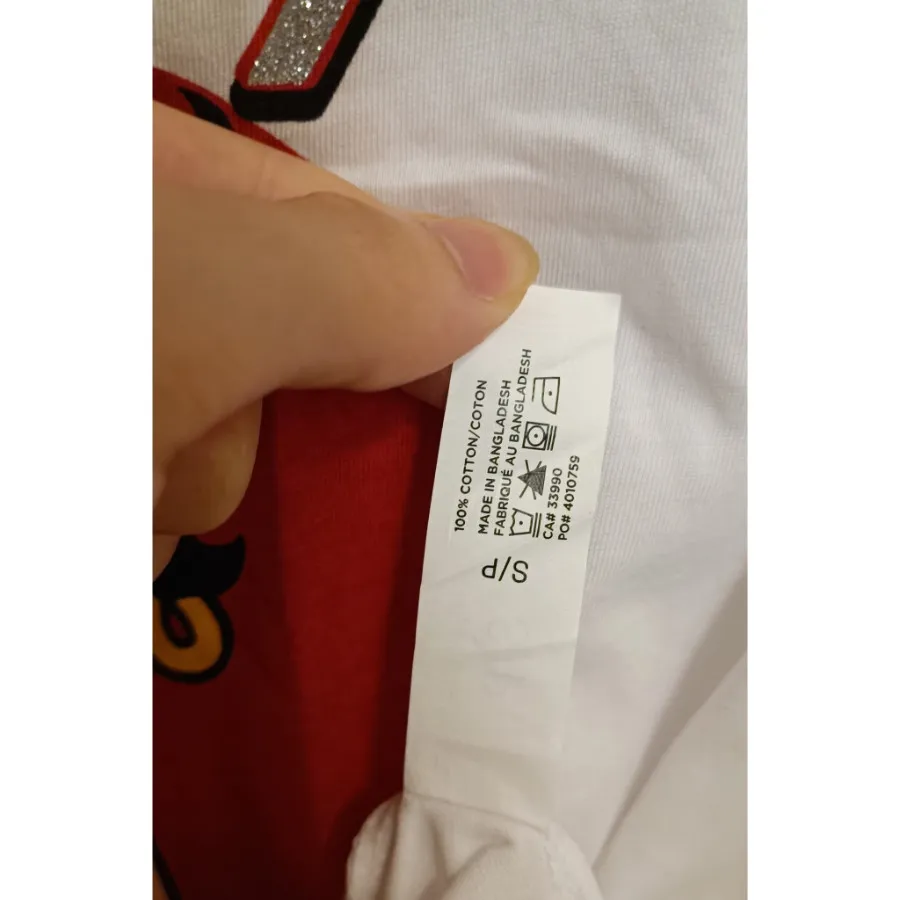 100% COTTON/COTON
MADE IN BANGLADESH
FABRIQUÉ AU BANGLADESH
CA# 33990
PO# 4010759
S/P